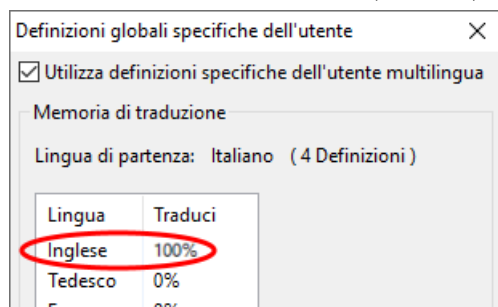 Definizioni globali specifiche dell'utente
Utilizza definizioni specifiche dell'utente multilingua
Memoria di traduzione
Lingua di partenza: Italiano ( 4 Definizioni )
Lingua Traduci
Inglese 100%
Tedesco 0%